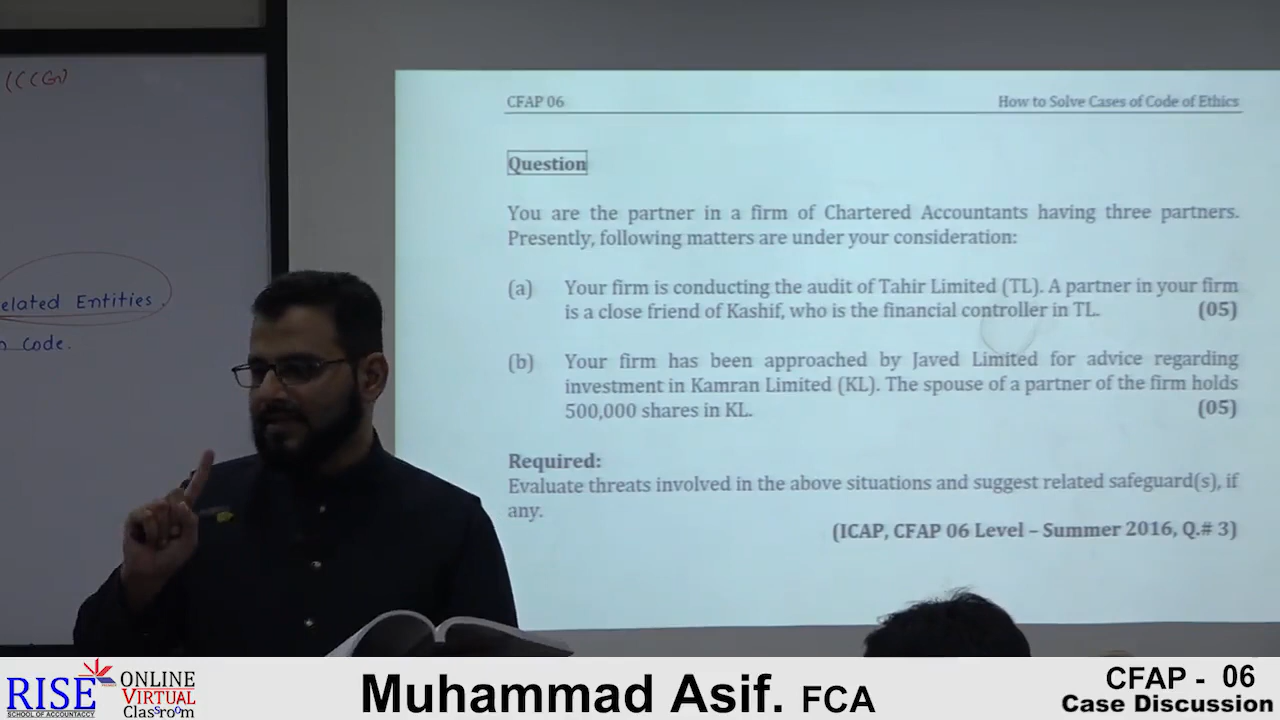 elated Entities
Code.
CFAP 06 How to Solve Cases of Code of Ethics
Question
You are the partner in a firm of Chartered Accountants having three partners.
Presently, following matters are under your consideration:
(a) Your firm is conducting the audit of Tahir Limited (TL). A partner in your firm
is a close friend of Kashif, who is the financial controller in TL. (05)
(b) Your firm has been approached by Javed Limited for advice regarding
investment in Kamran Limited (KL). The spouse of a partner of the firm holds
500,000 shares in KL. (05)
Required:
Evaluate threats involved in the above situations and suggest related safeguard(s), if
any.
(ICAP, CFAP 06 Level – Summer 2016, Q.# 3)
RISE
SCHOOL OF ACCOUNTANCY
ONLINE
VIRTUAL
Classroom
Muhammad Asif. FCA
CFAP - 06
Case Discussion